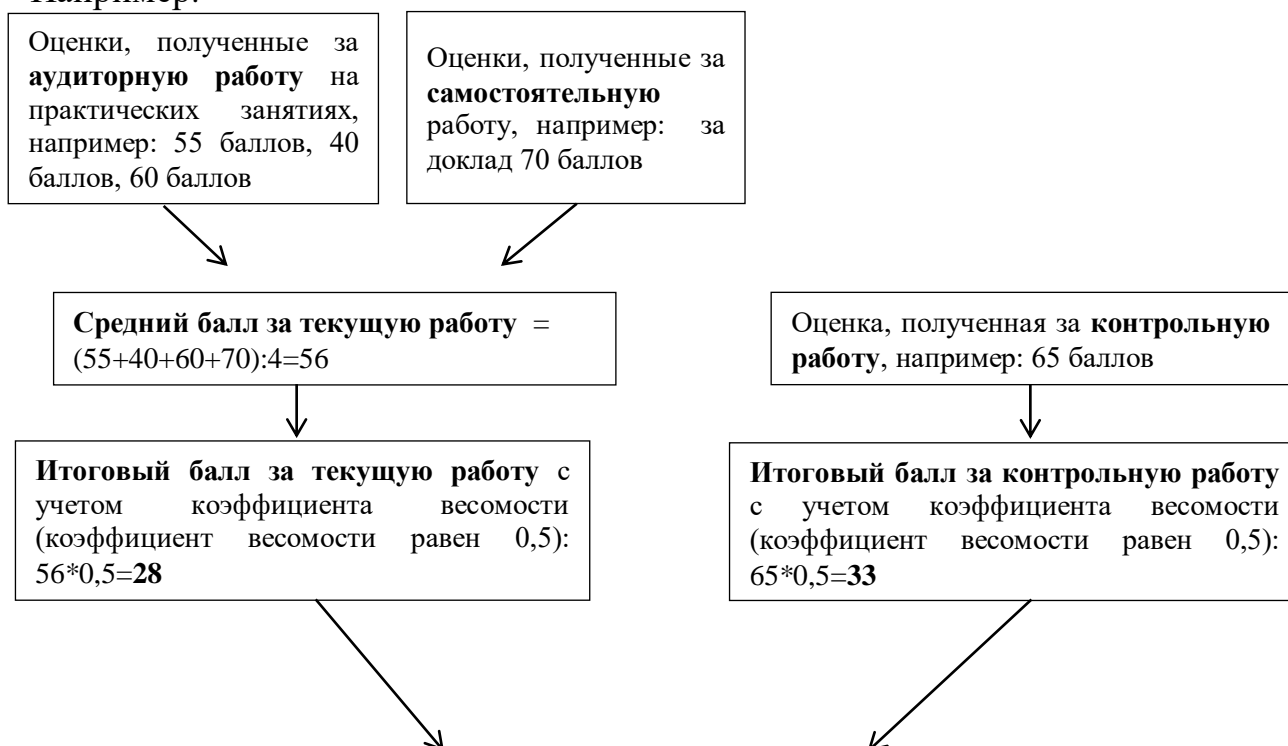 Например:
Оценки, полученные за
аудиторную работу на
практических занятиях,
например: 55 баллов, 40
баллов, 60 баллов
Оценки, полученные за
самостоятельную
работу, например: за
доклад 70 баллов
Средний балл за текущую работу =
(55+40+60+70):4=56
Оценка, полученная за контрольную
работу, например: 65 баллов
Итоговый балл за текущую работу с
учетом коэффициента весомости
(коэффициент весомости равен 0,5):
56*0,5=28
Итоговый балл за контрольную работу
с учетом коэффициента весомости
(коэффициент весомости равен 0,5):
65*0,5=33